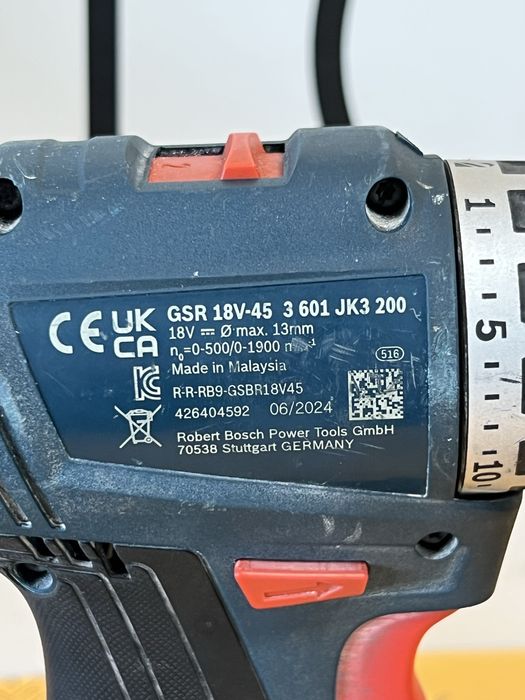 GSR 18V-45 3 601 JK3 200
18V ⎓ Ø max. 13mm
n₀=0-500/0-1900 min⁻¹
Made in Malaysia
516
R-R-RB9-GSBR18V45
426404592 06/2024
Robert Bosch Power Tools GmbH
70538 Stuttgart GERMANY
CE UK
CA
1
5
10